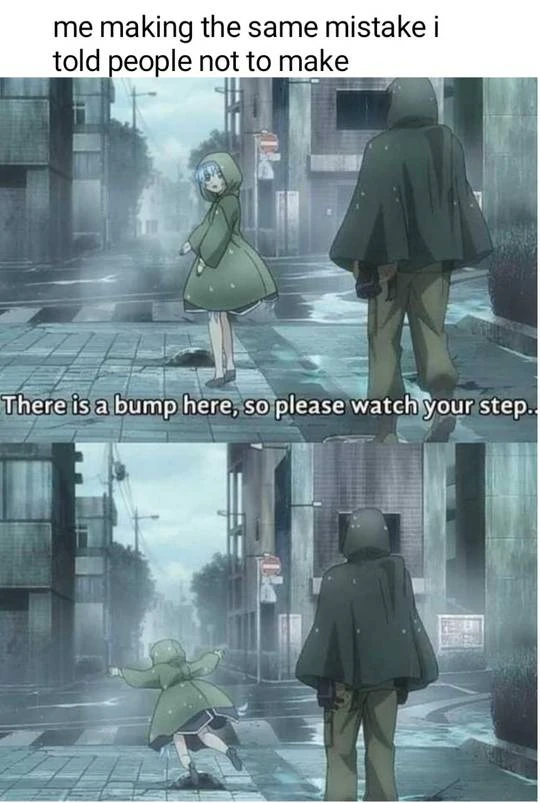 me making the same mistake i
told people not to make
There is a bump here, so please watch your step..